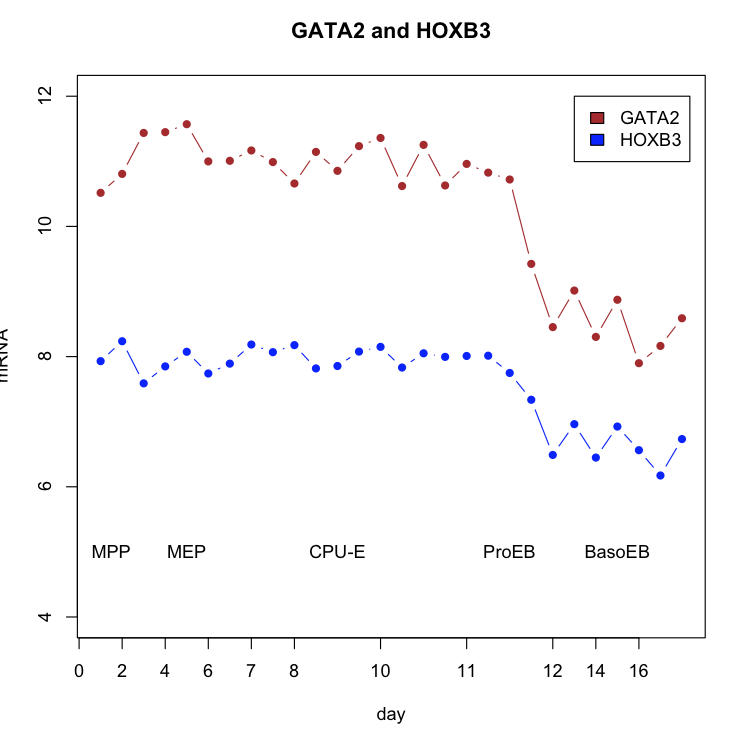 GATA2 and HOXB3
12
GATA2
HOXB3
10
mRNA
8
6
MPP MEP CPU-E ProEB BasoEB
4
0 2 4 6 7 8 10 11 12 14 16
day